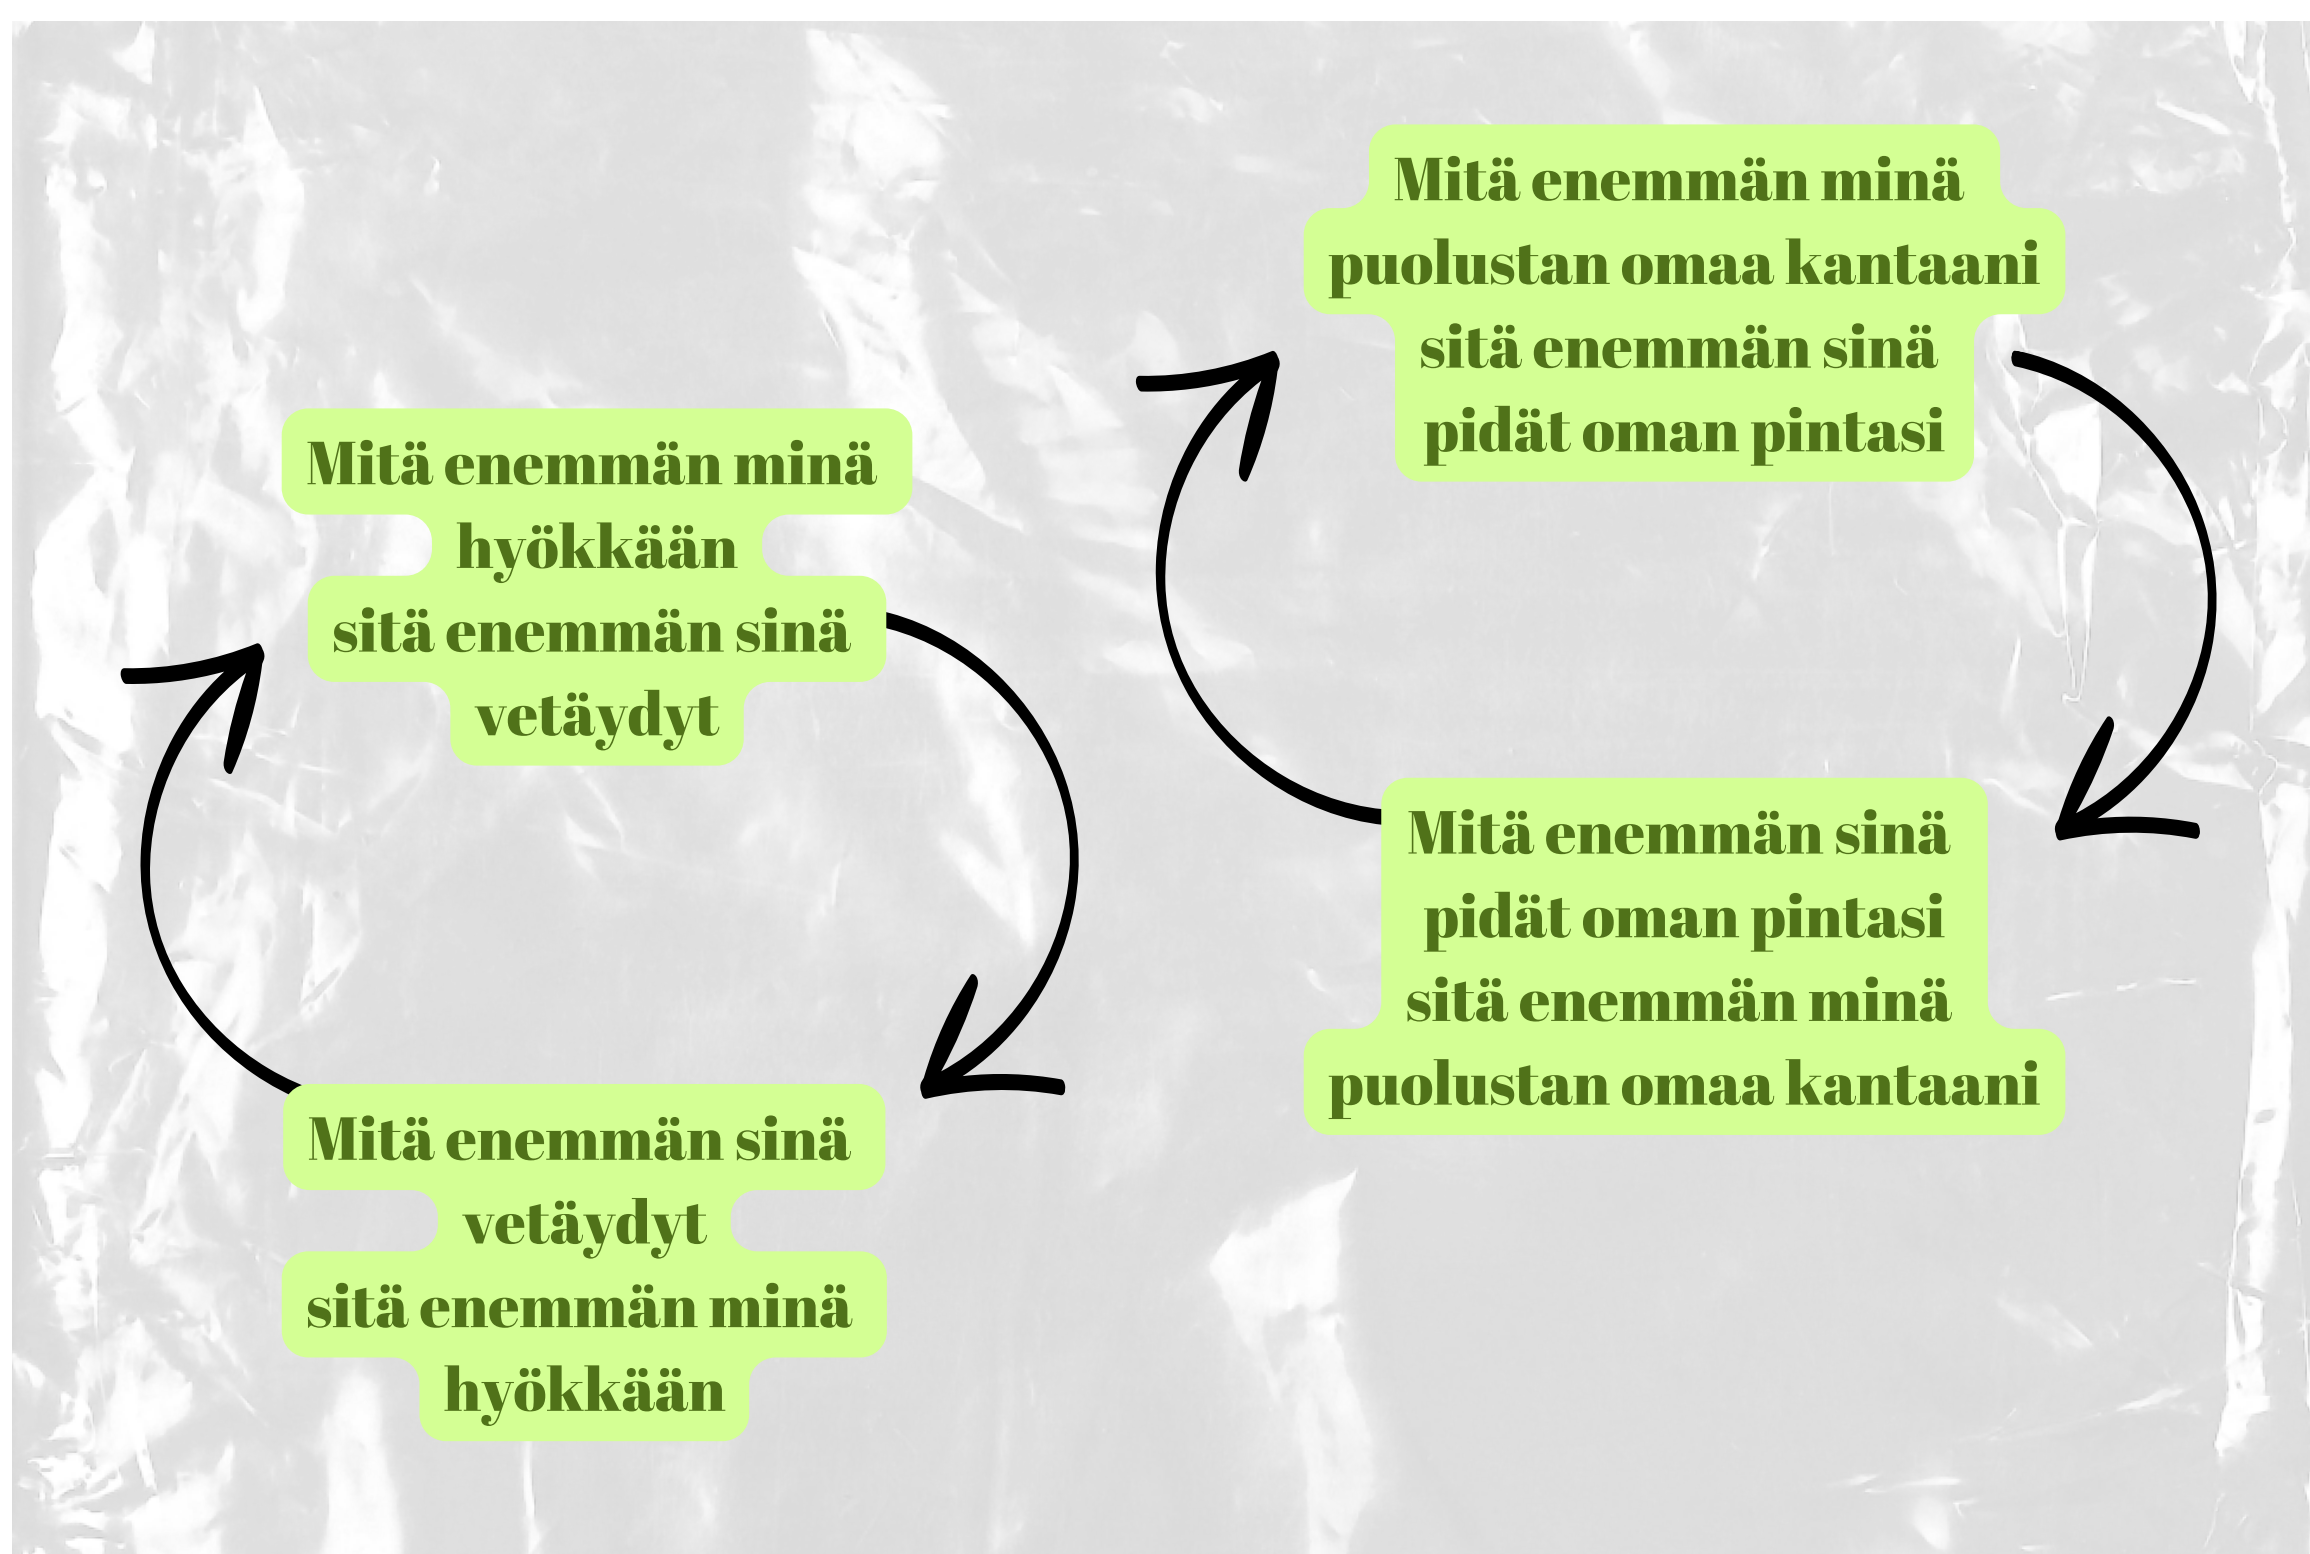 Mitä enemmän minä
hyökkään
sitä enemmän sinä
vetäydyt
Mitä enemmän sinä
vetäydyt
sitä enemmän minä
hyökkään
Mitä enemmän minä
puolustan omaa kantaani
sitä enemmän sinä
pidät oman pintasi
Mitä enemmän sinä
pidät oman pintasi
sitä enemmän minä
puolustan omaa kantaani